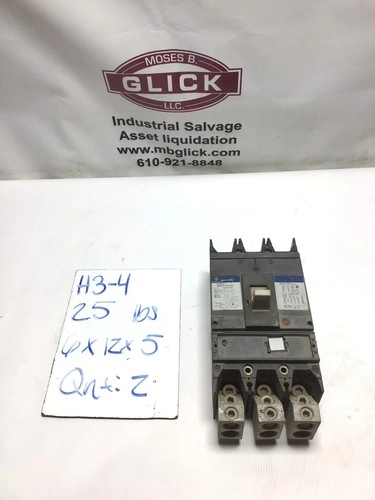 MOSES B.
GLICK
LLC.
Industrial Salvage
Asset liquidation
www.mbglick.com
610-921-8848
H3-4
25 lbs
6x12x5
Qnt: 2